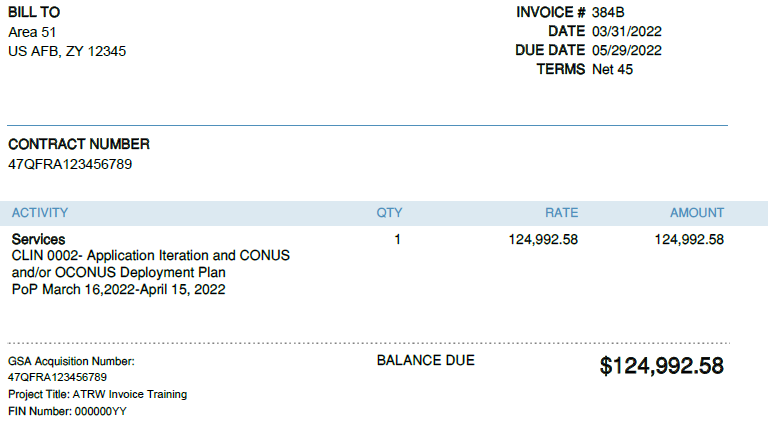 BILL TO
Area 51
US AFB, ZY 12345
INVOICE # 384B
DATE 03/31/2022
DUE DATE 05/29/2022
TERMS Net 45
CONTRACT NUMBER
47QFRA123456789
ACTIVITY QTY RATE AMOUNT
Services 1 124,992.58 124,992.58
CLIN 0002- Application Iteration and CONUS
and/or OCONUS Deployment Plan
PoP March 16,2022-April 15, 2022
GSA Acquisition Number:
47QFRA123456789
Project Title: ATRW Invoice Training
FIN Number: 000000YY
BALANCE DUE $124,992.58